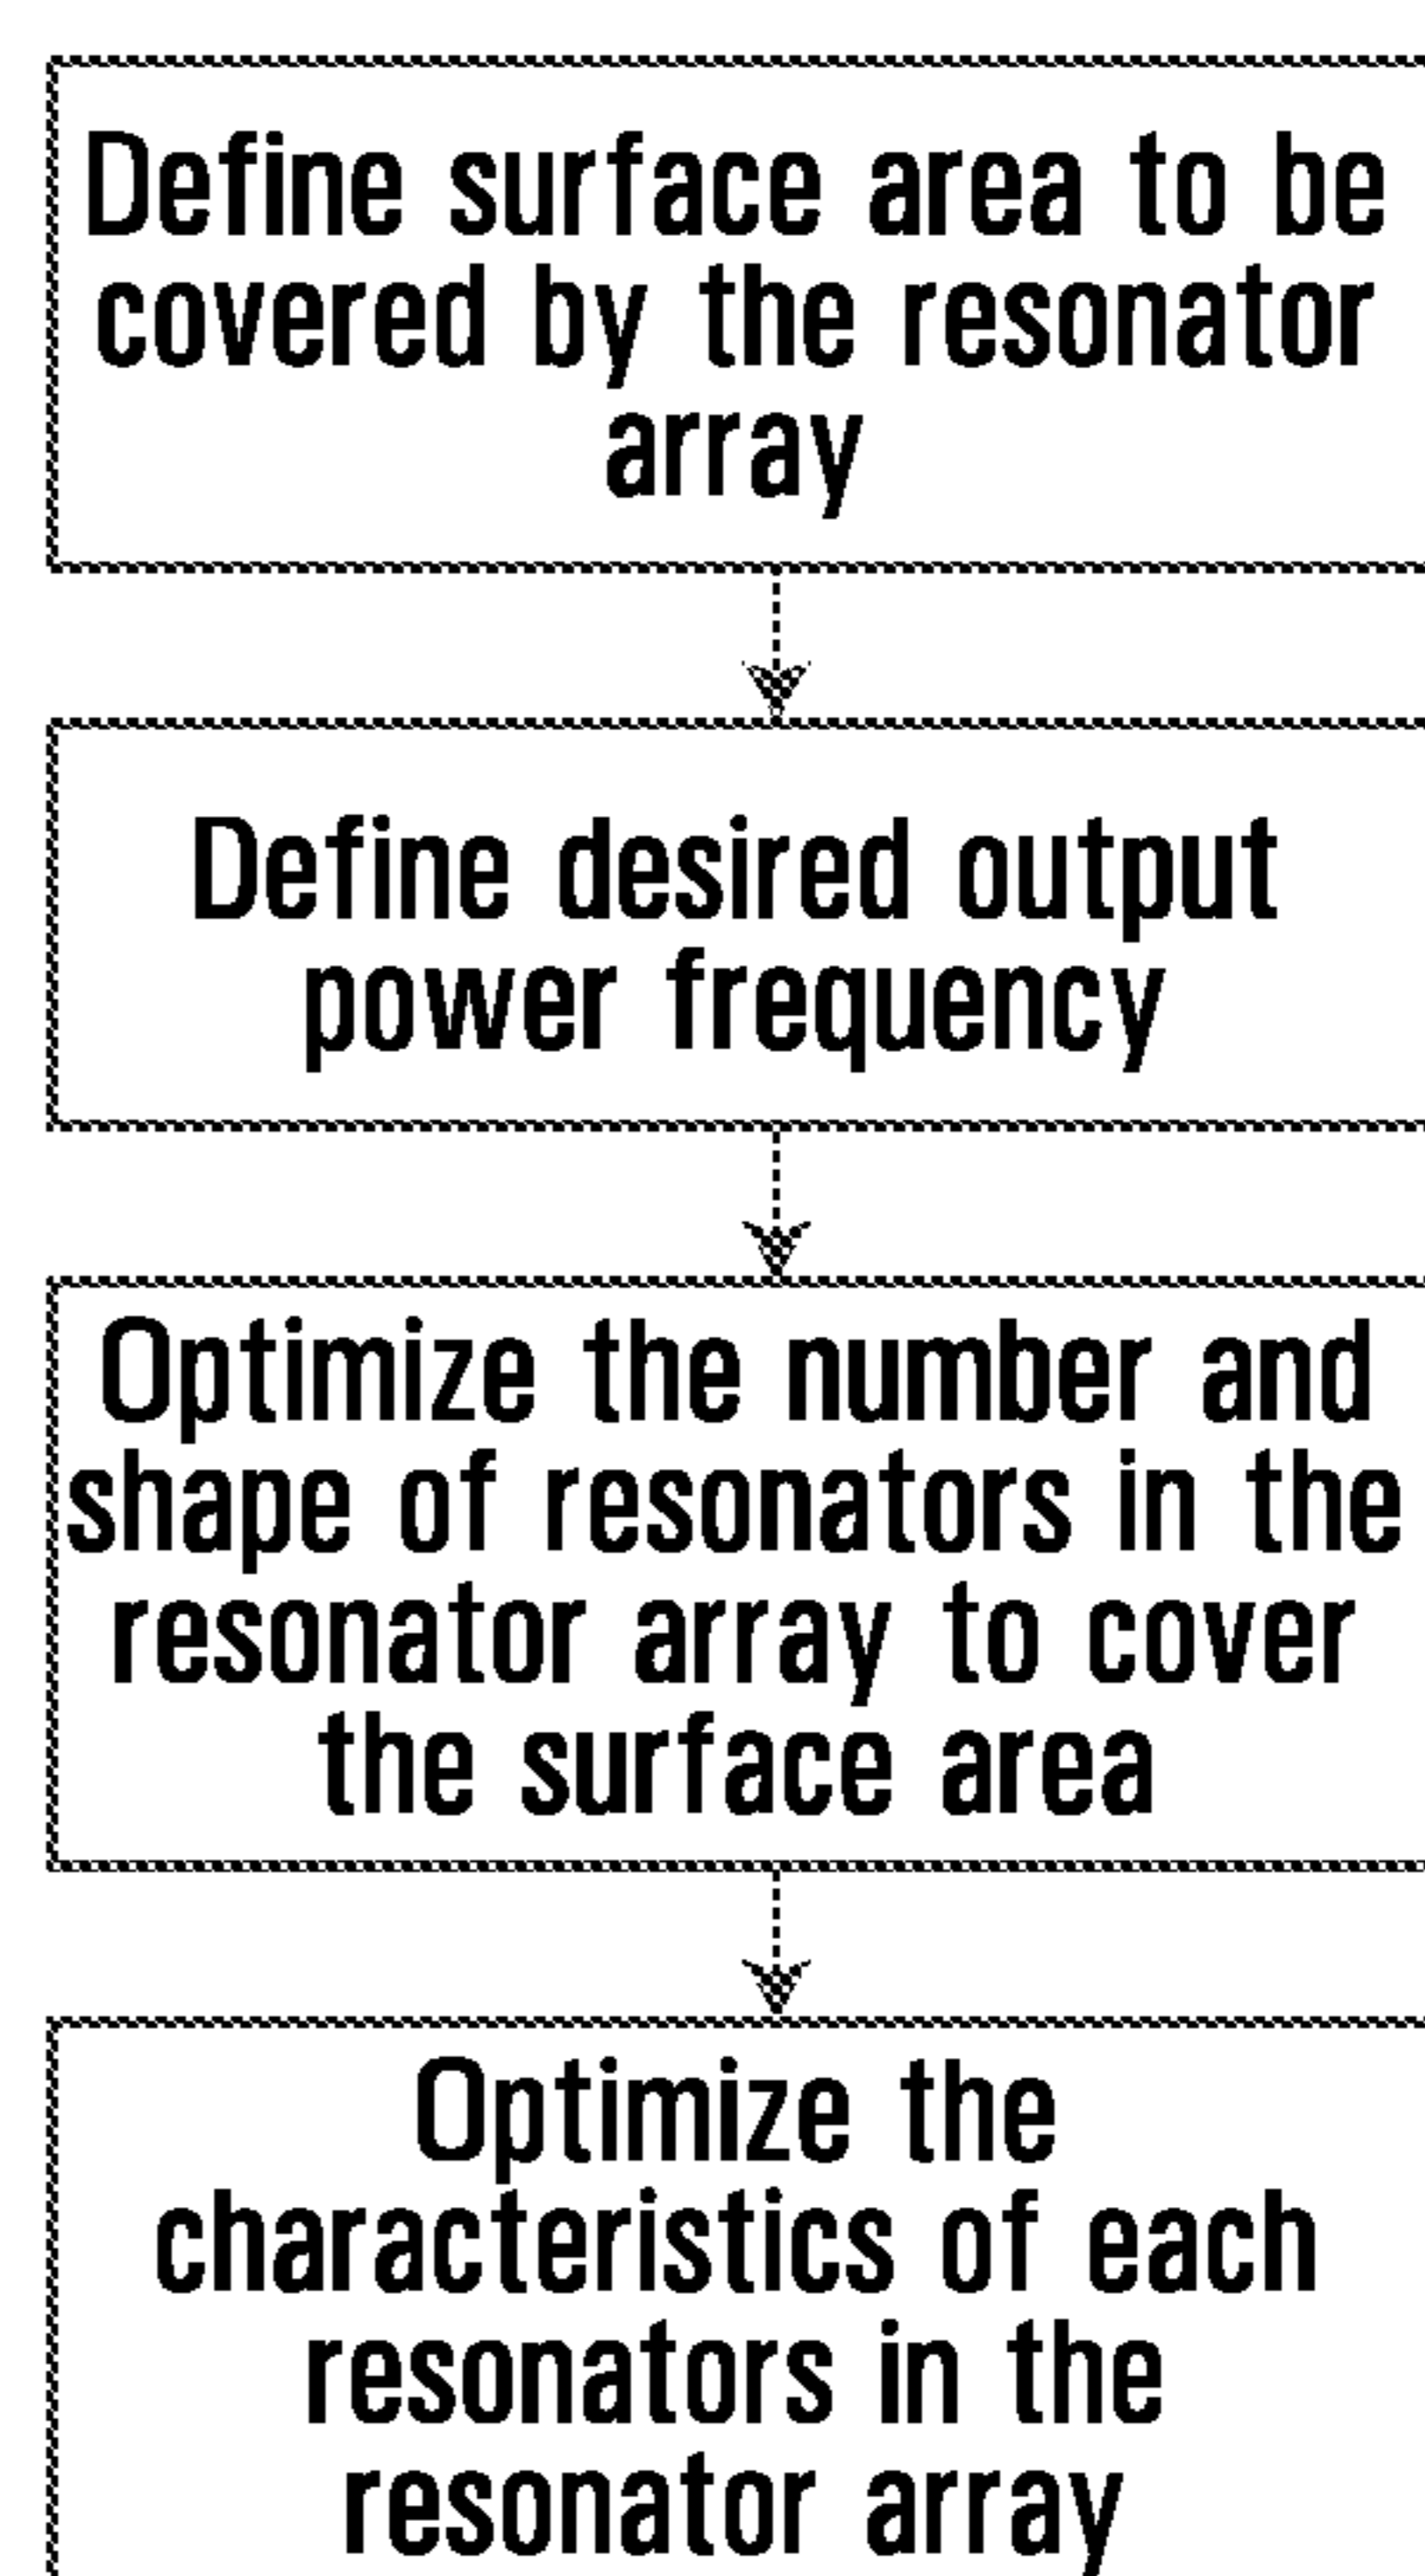 Define surface area to be
covered by the resonator
array
Define desired output
power frequency
Optimize the number and
shape of resonators in the
resonator array to cover
the surface area
Optimize the
characteristics of each
resonators in the
resonator array